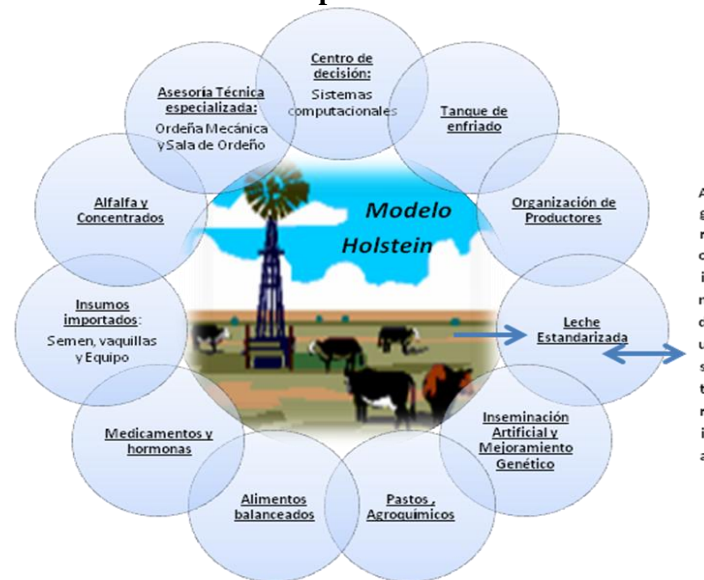 Centro de
decisión:
Sistemas
computacionales
Tanque de
enfriado
Organización de
Productores
Leche
Estandarizada
Inseminación
Artificial y
Mejoramiento
Genético
Pastos ,
Agroquímicos
Alimentos
balanceados
Medicamentos y
hormonas
Insumos
importados:
Semen, vaquillas
y Equipo
Alfalfa y
Concentrados
Asesoría Técnica
especializada:
Ordeña Mecánica
y Sala de Ordeño
Modelo
Holstein